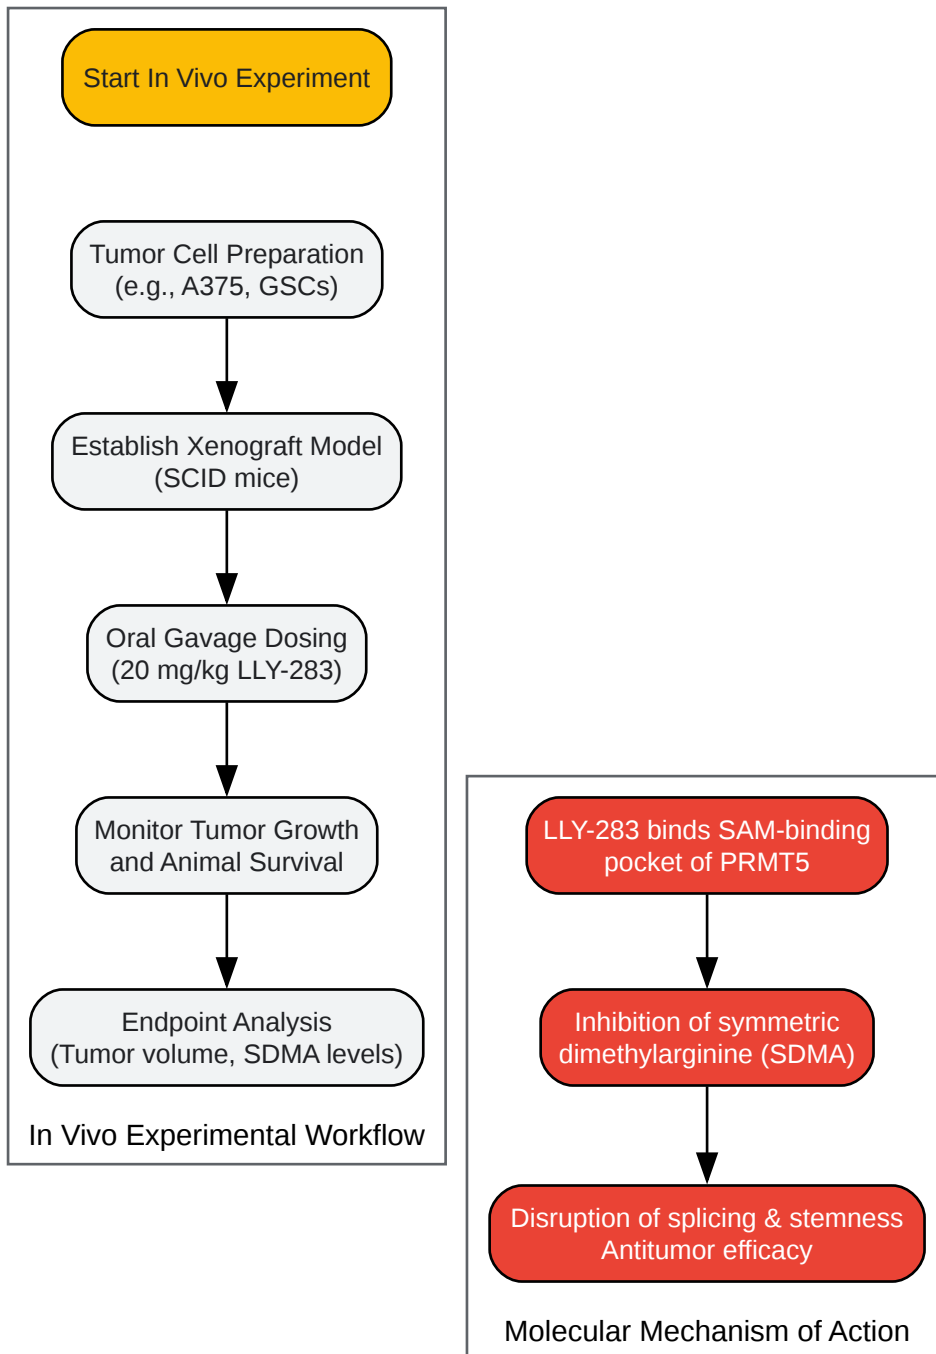 Start In Vivo Experiment
Tumor Cell Preparation
(e.g., A375, GSCs)
Establish Xenograft Model
(SCID mice)
Oral Gavage Dosing
(20 mg/kg LLY-283)
Monitor Tumor Growth
and Animal Survival
Endpoint Analysis
(Tumor volume, SDMA levels)
In Vivo Experimental Workflow
LLY-283 binds SAM-binding
pocket of PRMT5
Inhibition of symmetric
dimethylarginine (SDMA)
Disruption of splicing & stemness
Antitumor efficacy
Molecular Mechanism of Action